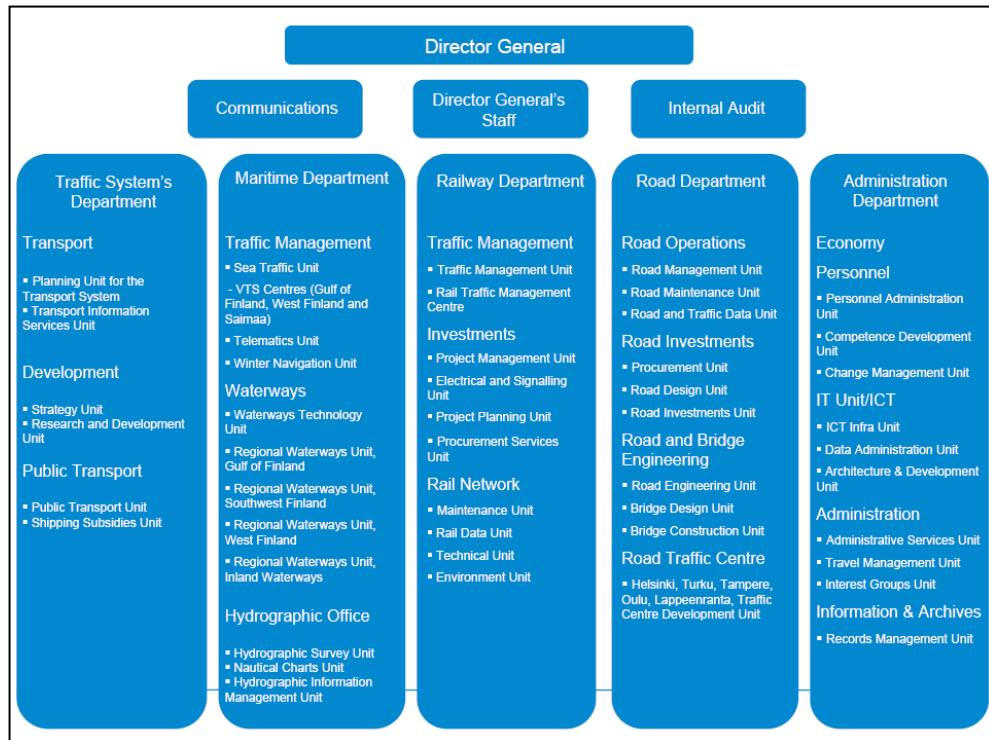 Director General
Communications
Director General's
Staff
Internal Audit
Traffic System's
Department
Transport
▪ Planning Unit for the
Transport System
▪ Transport Information
Services Unit
Development
▪ Strategy Unit
▪ Research and Development
Unit
Public Transport
▪ Public Transport Unit
▪ Shipping Subsidies Unit
Maritime Department
Traffic Management
▪ Sea Traffic Unit
- VTS Centres (Gulf of
Finland, West Finland and
Saimaa)
▪ Telematics Unit
▪ Winter Navigation Unit
Waterways
▪ Waterways Technology
Unit
▪ Regional Waterways Unit,
Gulf of Finland
▪ Regional Waterways Unit,
Southwest Finland
▪ Regional Waterways Unit,
West Finland
▪ Regional Waterways Unit,
Inland Waterways
Hydrographic Office
▪ Hydrographic Survey Unit
▪ Nautical Charts Unit
▪ Hydrographic Information
Management Unit
Railway Department
Traffic Management
▪ Traffic Management Unit
▪ Rail Traffic Management
Centre
Investments
▪ Project Management Unit
▪ Electrical and Signalling
Unit
▪ Project Planning Unit
▪ Procurement Services
Unit
Rail Network
▪ Maintenance Unit
▪ Rail Data Unit
▪ Technical Unit
▪ Environment Unit
Road Department
Road Operations
▪ Road Management Unit
▪ Road Maintenance Unit
▪ Road and Traffic Data Unit
Road Investments
▪ Procurement Unit
▪ Road Design Unit
▪ Road Investments Unit
Road and Bridge
Engineering
▪ Road Engineering Unit
▪ Bridge Design Unit
▪ Bridge Construction Unit
Road Traffic Centre
▪ Helsinki, Turku, Tampere,
Oulu, Lappeenranta, Traffic
Centre Development Unit
Administration
Department
Economy
Personnel
▪ Personnel Administration
Unit
▪ Competence Development
Unit
▪ Change Management Unit
IT Unit/ICT
▪ ICT Infra Unit
▪ Data Administration Unit
▪ Architecture & Development
Unit
Administration
▪ Administrative Services Unit
▪ Travel Management Unit
▪ Interest Groups Unit
Information & Archives
▪ Records Management Unit